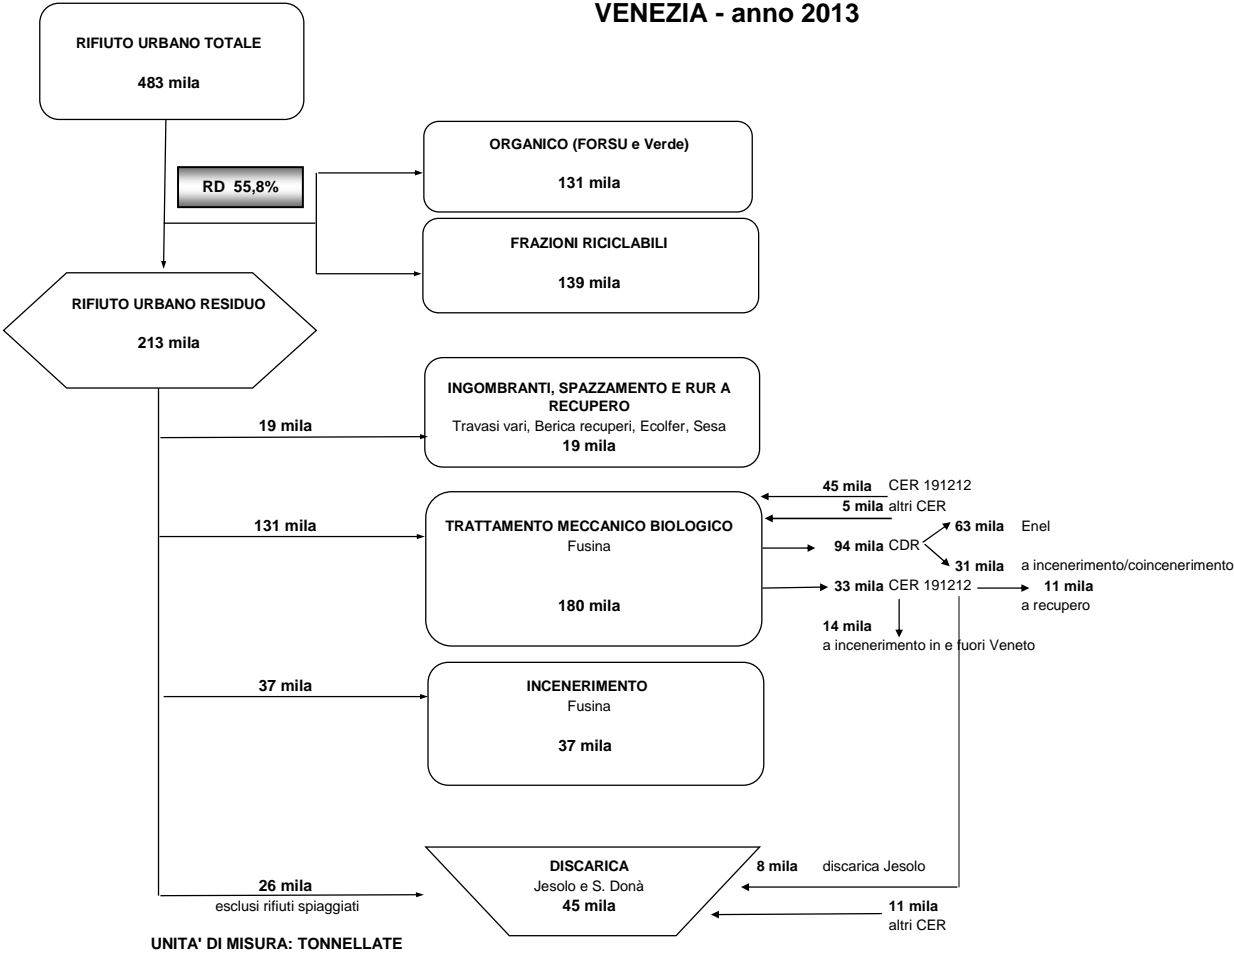 VENEZIA - anno 2013
RIFIUTO URBANO TOTALE
483 mila
RD 55,8%
ORGANICO (FORSU e Verde)
131 mila
FRAZIONI RICICLABILI
139 mila
RIFIUTO URBANO RESIDUO
213 mila
19 mila
INGOMBRANTI, SPAZZAMENTO E RUR A
RECUPERO
Travasi vari, Berica recuperi, Ecolfer, Sesa
19 mila
131 mila
TRATTAMENTO MECCANICO BIOLOGICO
Fusina
180 mila
45 mila CER 191212
5 mila altri CER
94 mila CDR
63 mila Enel
31 mila a incenerimento/coincenerimento
33 mila CER 191212
11 mila
a recupero
14 mila
a incenerimento in e fuori Veneto
37 mila
INCENERIMENTO
Fusina
37 mila
26 mila
esclusi rifiuti spiaggiati
DISCARICA
Jesolo e S. Donà
45 mila
8 mila discarica Jesolo
11 mila
altri CER
UNITA' DI MISURA: TONNELLATE